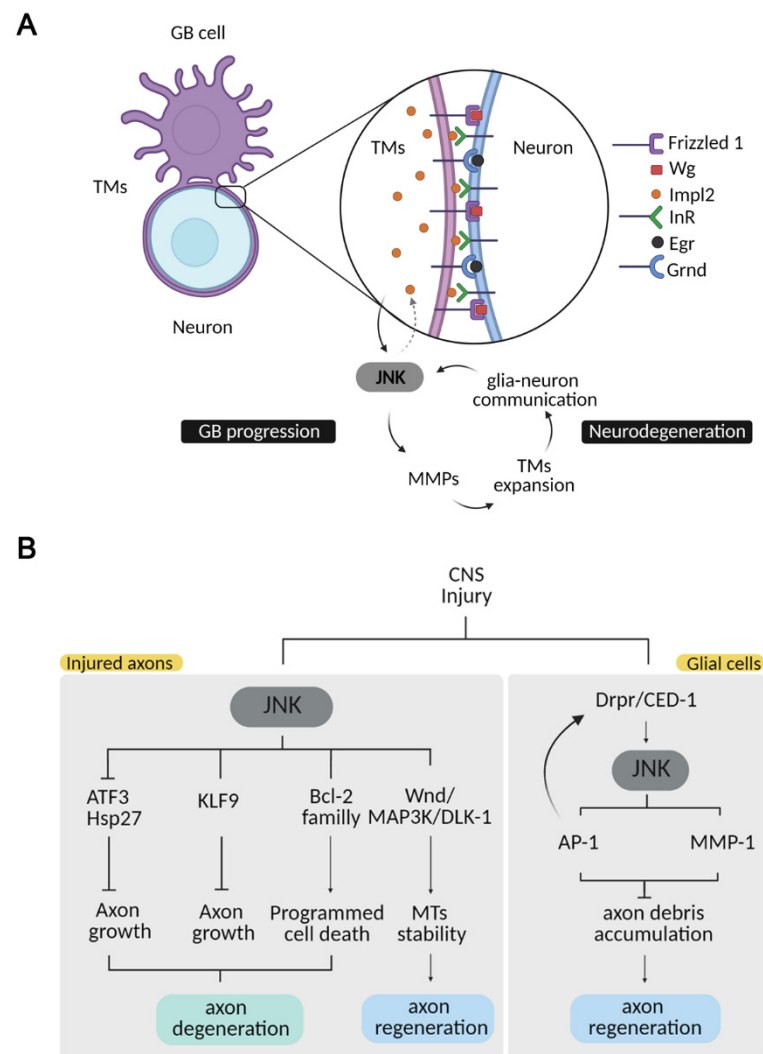 A
GB cell
TMs
Neuron
TMs
Neuron
Frizzled 1
Wg
Impl2
InR
Egr
Grnd
JNK
glia-neuron
communication
GB progression
Neurodegeneration
MMPs
TMs
expansion
B
CNS
Injury
Injured axons
Glial cells
JNK
ATF3
Hsp27
KLF9
Bcl-2
familly
Wnd/
MAP3K/DLK-1
Axon
growth
Axon
growth
Programmed
cell death
MTs
stability
axon
degeneration
axon
regeneration
Drpr/CED-1
JNK
AP-1
MMP-1
axon debris
accumulation
axon
regeneration